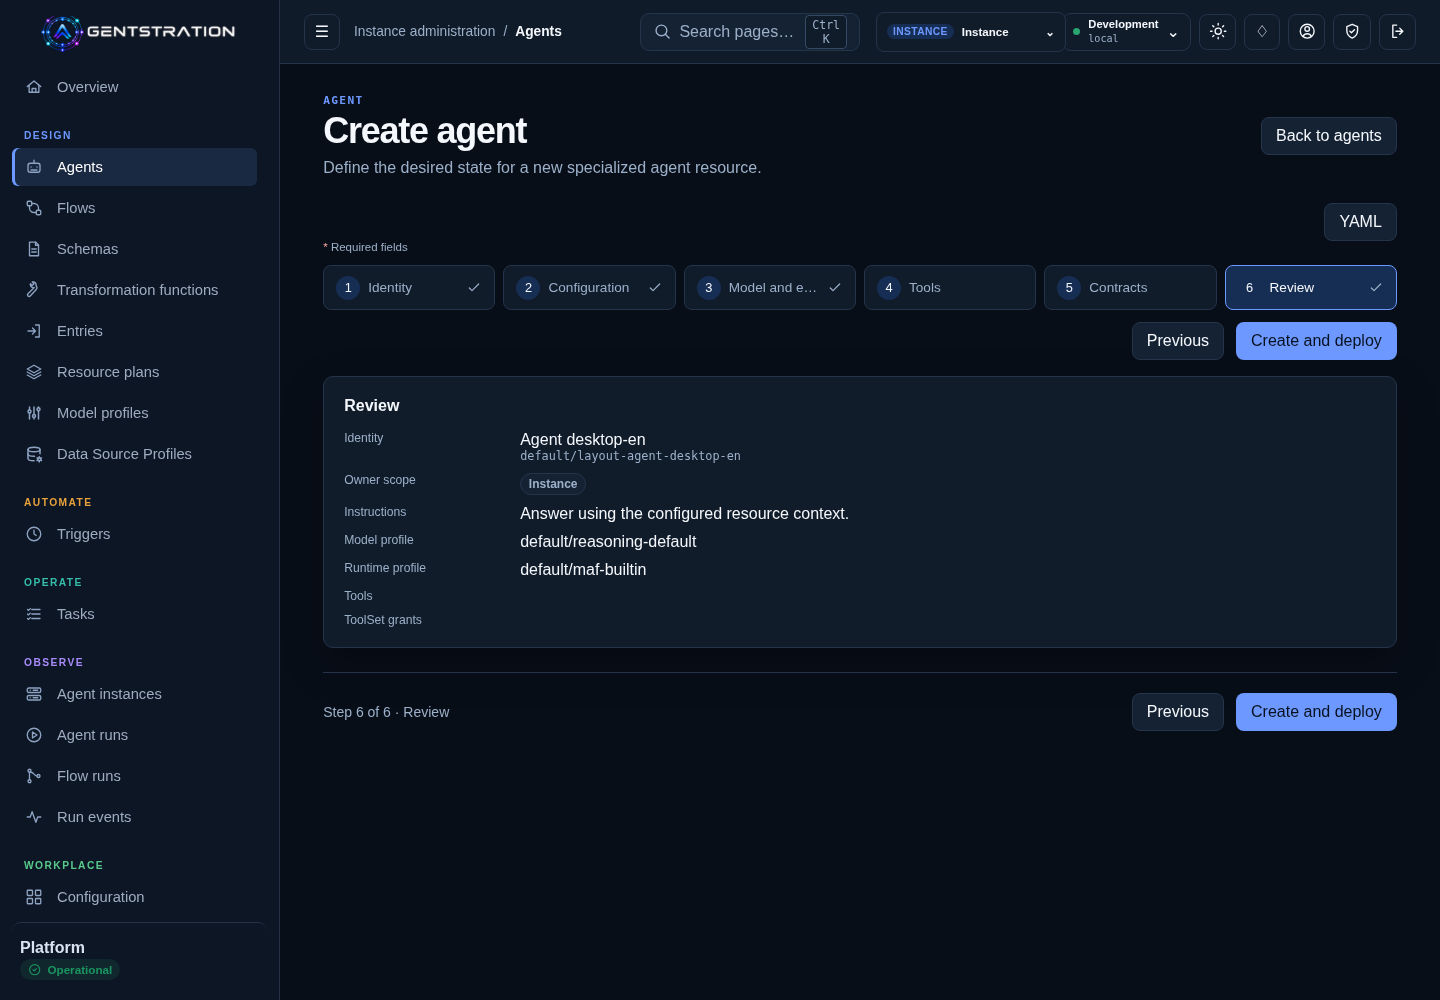 GENTSTRATION
Overview
DESIGN
Agents
Flows
Schemas
Transformation functions
Entries
Resource plans
Model profiles
Data Source Profiles
AUTOMATE
Triggers
OPERATE
Tasks
OBSERVE
Agent instances
Agent runs
Flow runs
Run events
WORKPLACE
Configuration
Platform
Operational
Instance administration / Agents
Search pages…
Ctrl
K
INSTANCE Instance
Development
local
AGENT
Create agent
Define the desired state for a new specialized agent resource.
Back to agents
YAML
* Required fields
1 Identity
2 Configuration
3 Model and e…
4 Tools
5 Contracts
6 Review
Previous
Create and deploy
Review
Identity
Agent desktop-en
default/layout-agent-desktop-en
Owner scope
Instance
Instructions
Answer using the configured resource context.
Model profile
default/reasoning-default
Runtime profile
default/maf-builtin
Tools
ToolSet grants
Step 6 of 6 · Review
Previous
Create and deploy